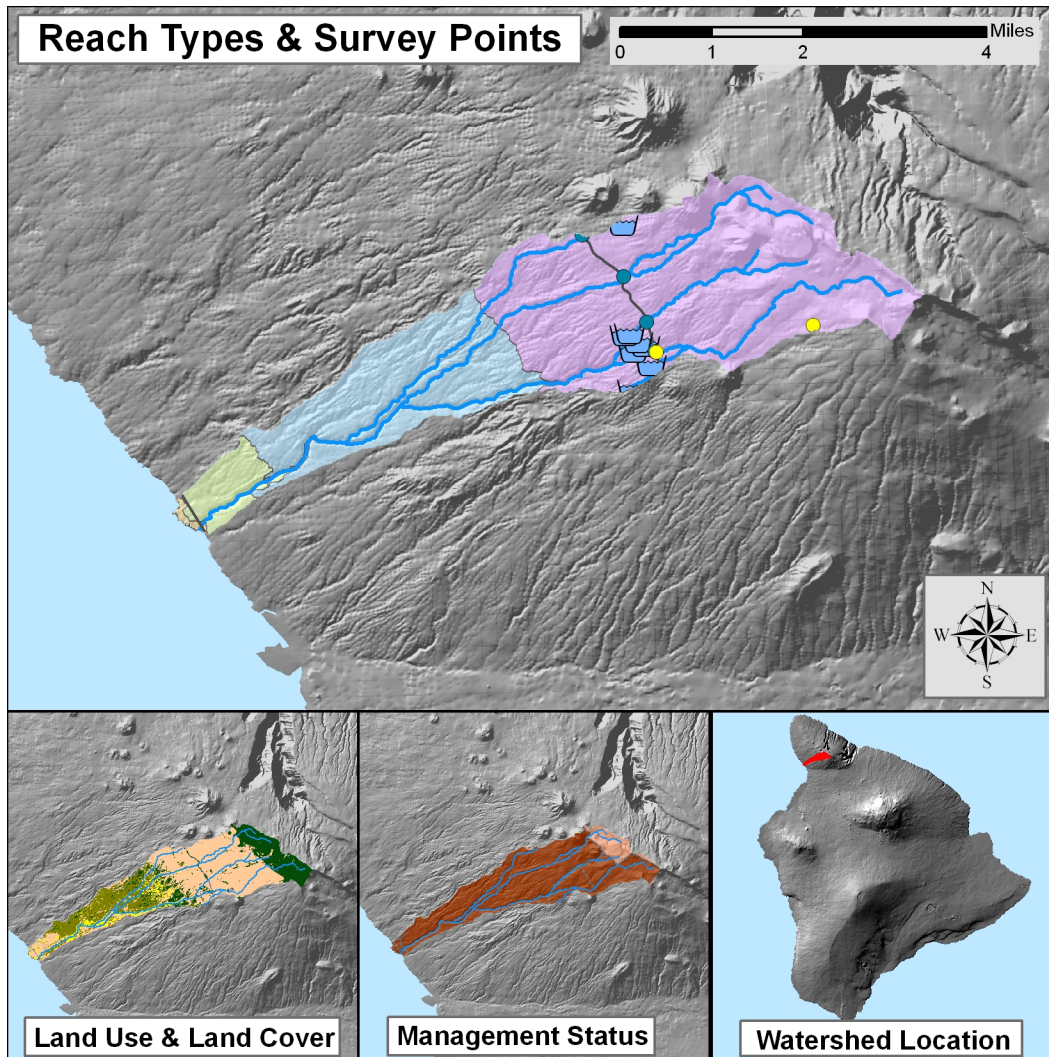 Reach Types & Survey Points
Miles
0 1 2 4
N
W E
S
Land Use & Land Cover
Management Status
Watershed Location